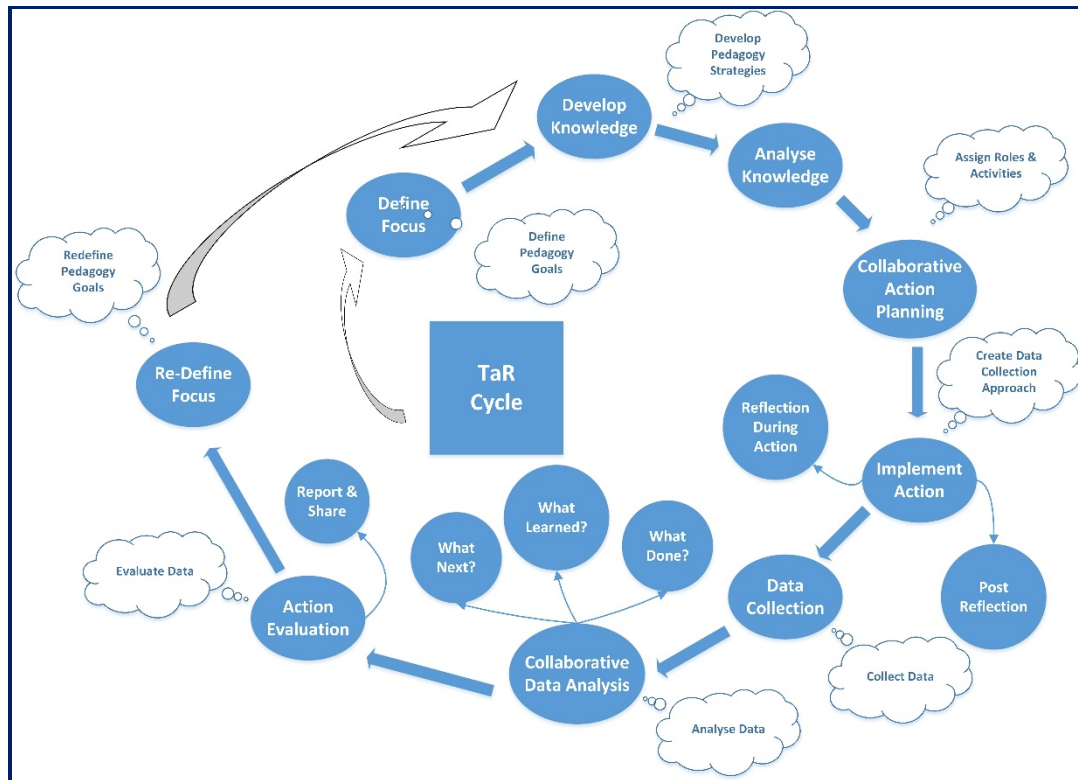 Develop
Pedagogy
Strategies
Develop
Knowledge
Analyse
Knowledge
Assign Roles &
Activities
Define
Focus
Define
Pedagogy
Goals
Redefine
Pedagogy
Goals
Collaborative
Action
Planning
TaR
Cycle
Re-Define
Focus
Create Data
Collection
Approach
Reflection
During
Action
Implement
Action
Report &
Share
What
Learned?
What
Next?
What
Done?
Evaluate Data
Action
Evaluation
Data
Collection
Post
Reflection
Collaborative
Data Analysis
Collect Data
Analyse Data